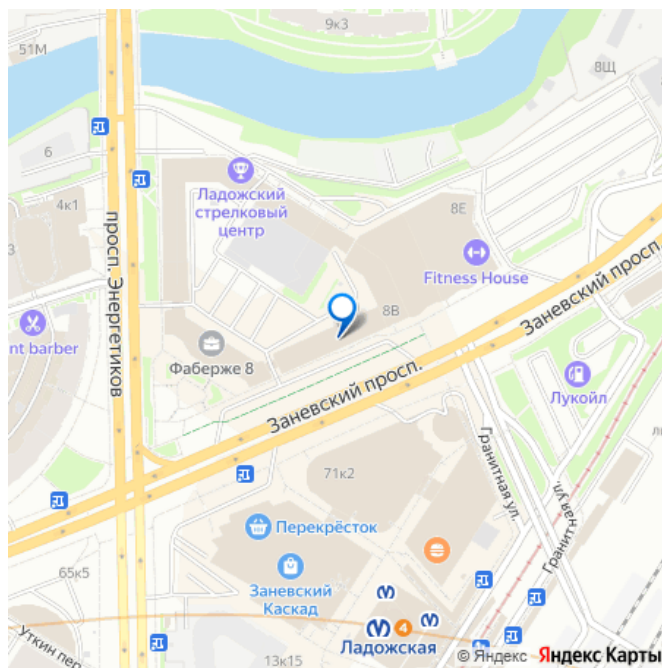 9к3
51М
8Щ
6
Ладожский
стрелковый
центр
4к1
8Е
просп. Энергетиков
3
Fitness House
Заневский просп.
nt barber
8В
Фаберже 8
Заневский просп.
Лукойл
71к2
Гранитная ул.
Гранитная ул.
Перекрёсток
Заневский
Каскад
65к5
4
Ладожская
Уткин пер
13к15
© Яндекс Яндекс Карты